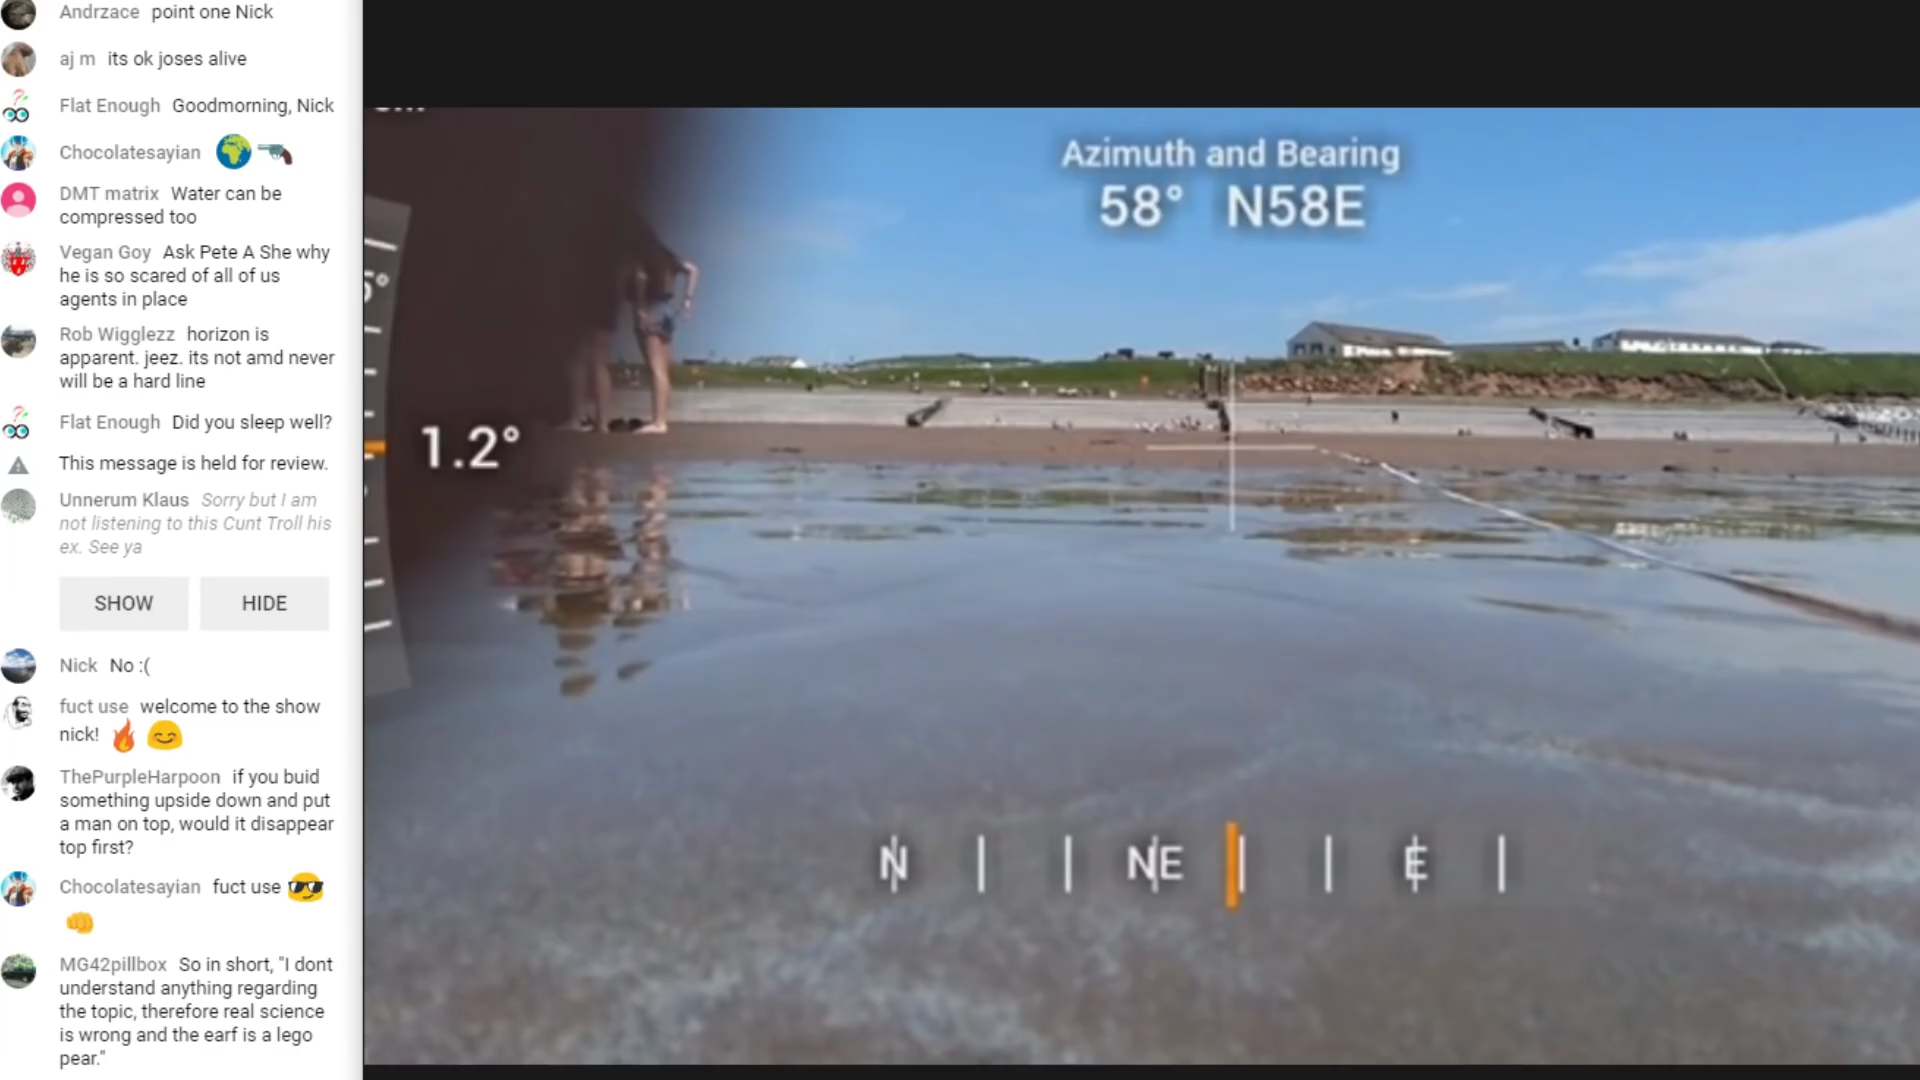 Andrzace point one Nick
aj m its ok joses alive
Flat Enough Goodmorning, Nick
Chocolatesayian
DMT matrix Water can be
compressed too
Vegan Goy Ask Pete A She why
he is so scared of all of us
agents in place
Rob Wigglezz horizon is
apparent. jeez. its not amd never
will be a hard line
Flat Enough Did you sleep well?
This message is held for review.
Unnerum Klaus Sorry but I am
not listening to this Cunt Troll his
ex. See ya
SHOW HIDE
Nick No :(
fuct use welcome to the show
nick!
ThePurpleHarpoon if you buid
something upside down and put
a man on top, would it disappear
top first?
Chocolatesayian fuct use
MG42pillbox So in short, "I dont
understand anything regarding
the topic, therefore real science
is wrong and the earf is a lego
pear."
Azimuth and Bearing
58° N58E
1.2°
N NE E